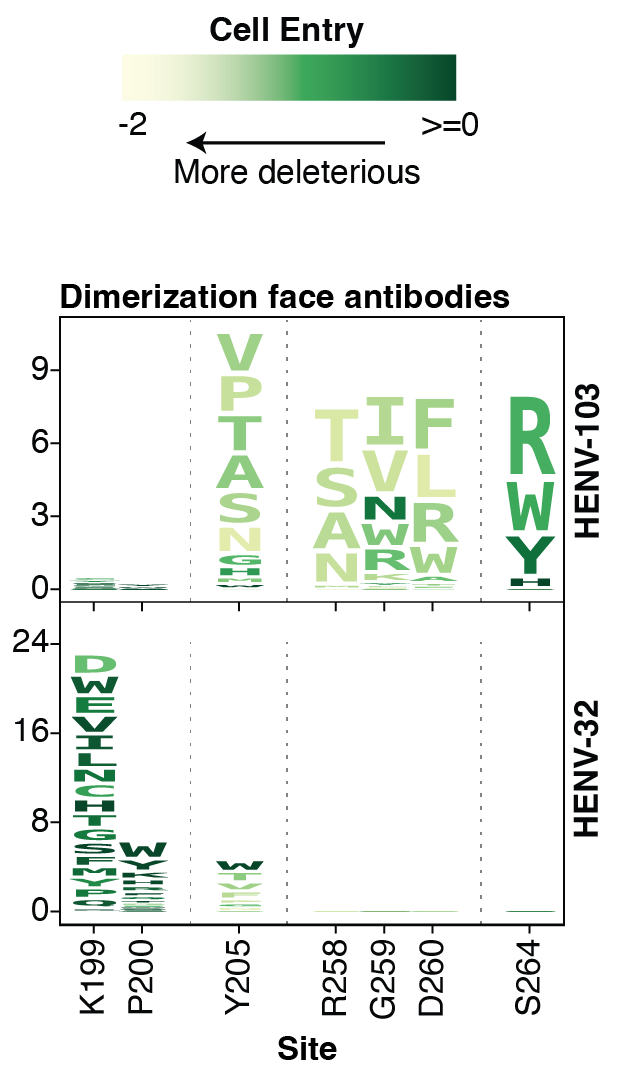 Cell Entry
-2
>=0
More deleterious
Dimerization face antibodies
9
6
3
0
V
P
T
A
S
N
G
H
M
W
T
S
A
N
I
V
N
W
R
K
F
L
R
W
A
R
W
Y
H
HENV-103
24
16
8
0
D
W
E
V
I
L
N
C
H
T
G
S
F
M
Y
P
Q
W
Y
W
T
V
HENV-32
K199
P200
Y205
R258
G259
D260
S264
Site